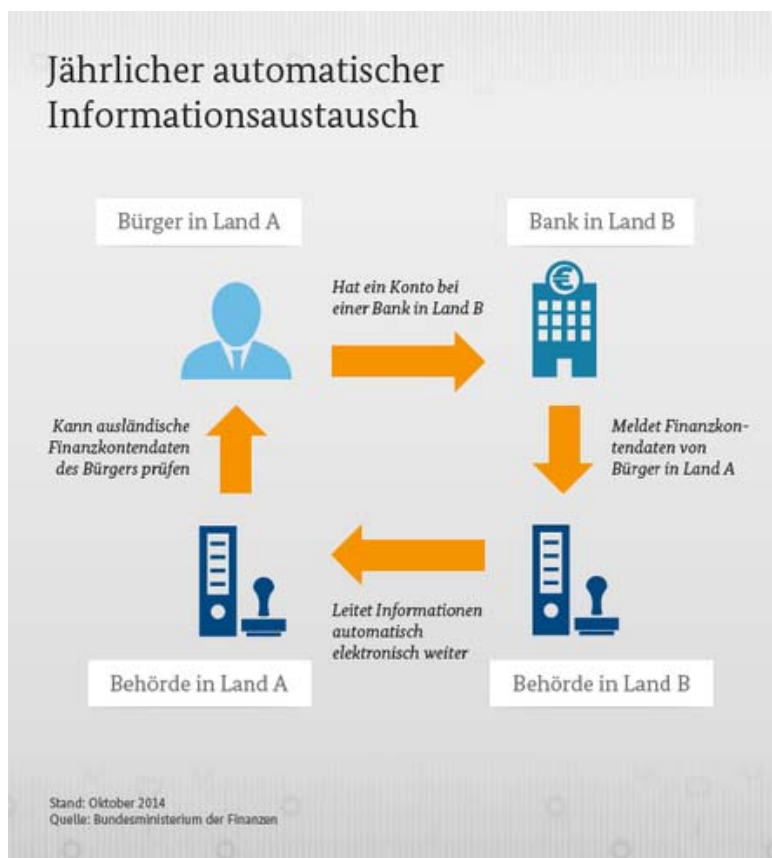 Jährlicher automatischer
Informationsaustausch
Bürger in Land A
Bank in Land B
Hat ein Konto bei
einer Bank in Land B
€
Kann ausländische
Finanzkontendaten
des Bürgers prüfen
Meldet Finanzkon-
tendaten von
Bürger in Land A
Leitet Informationen
automatisch
elektronisch weiter
Behörde in Land A
Behörde in Land B
Stand: Oktober 2014
Quelle: Bundesministerium der Finanzen